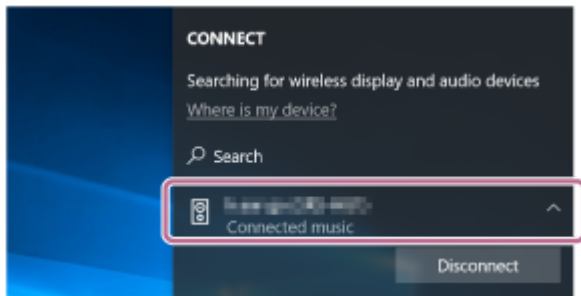 CONNECT
Searching for wireless display and audio devices
Where is my device?
Search
Connected music
Disconnect